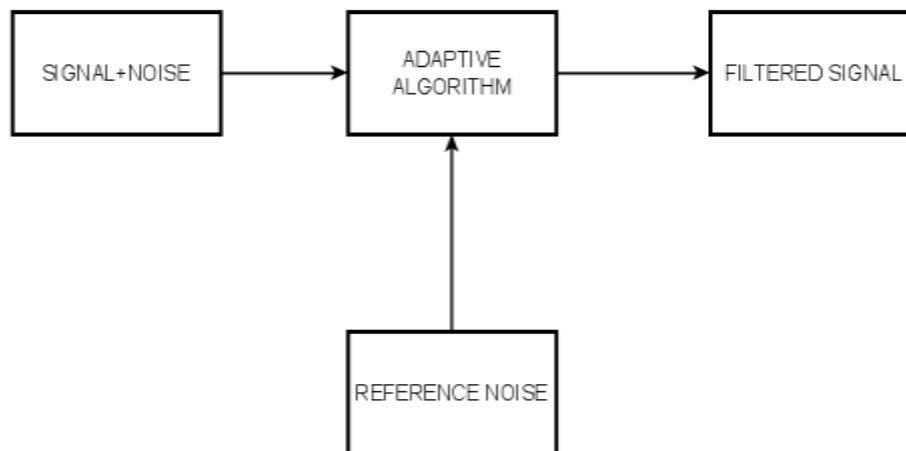 SIGNAL+NOISE
ADAPTIVE
ALGORITHM
FILTERED SIGNAL
REFERENCE NOISE